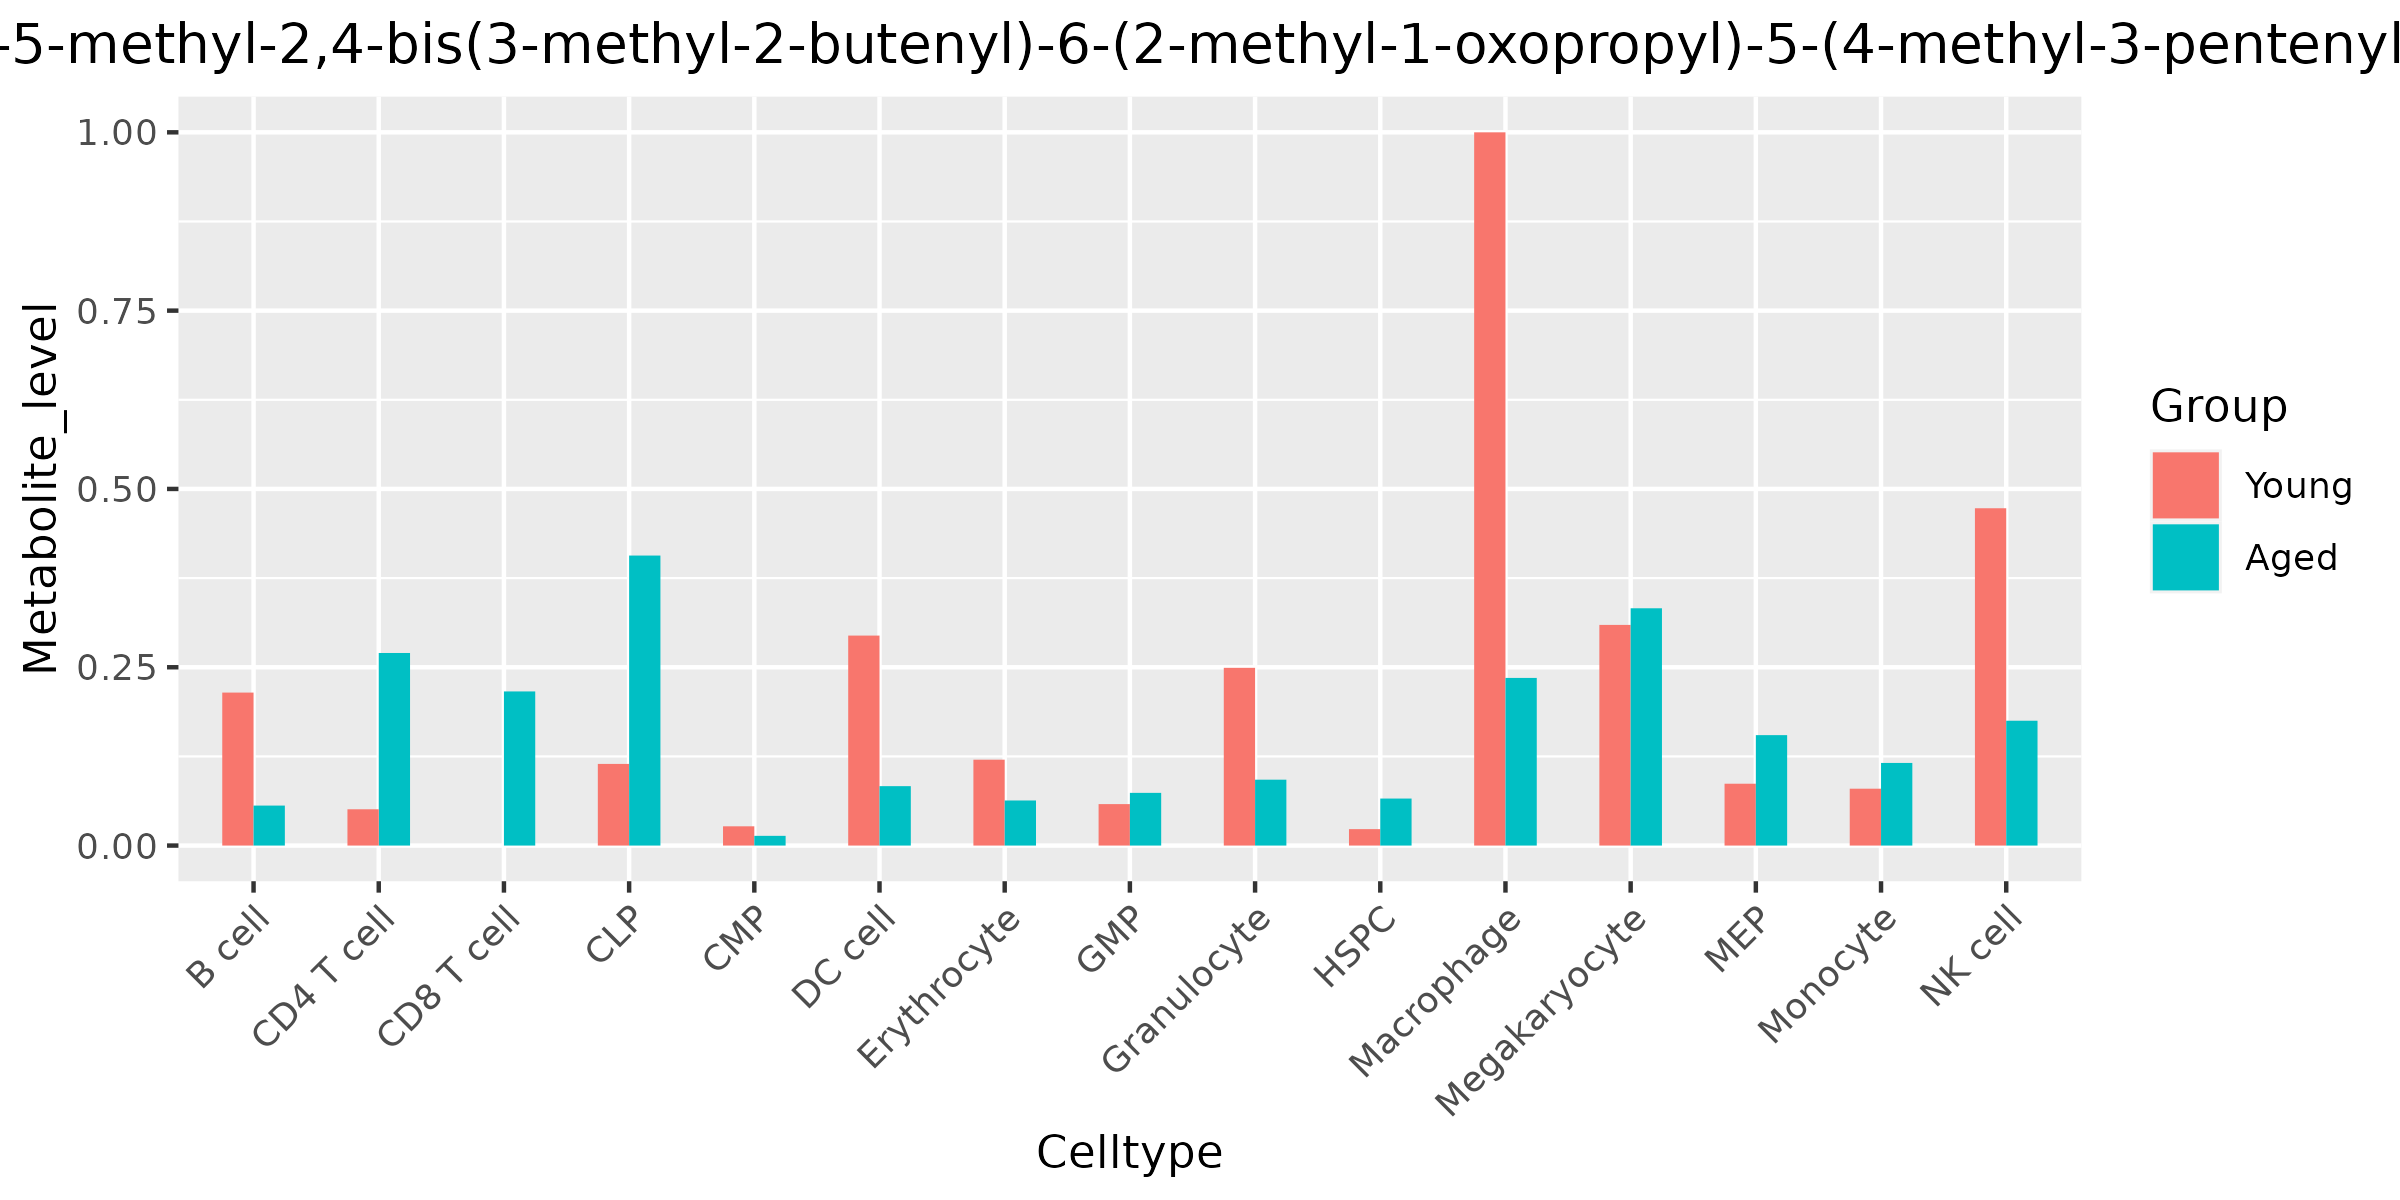 -5-methyl-2,4-bis(3-methyl-2-butenyl)-6-(2-methyl-1-oxopropyl)-5-(4-methyl-3-pentenyl
Metabolite_level
1.00
0.75
0.50
0.25
0.00
B cell
CD4 T cell
CD8 T cell
CLP
CMP
DC cell
Erythrocyte
GMP
Granulocyte
HSPC
Macrophage
Megakaryocyte
MEP
Monocyte
NK cell
Celltype
Group
Young
Aged